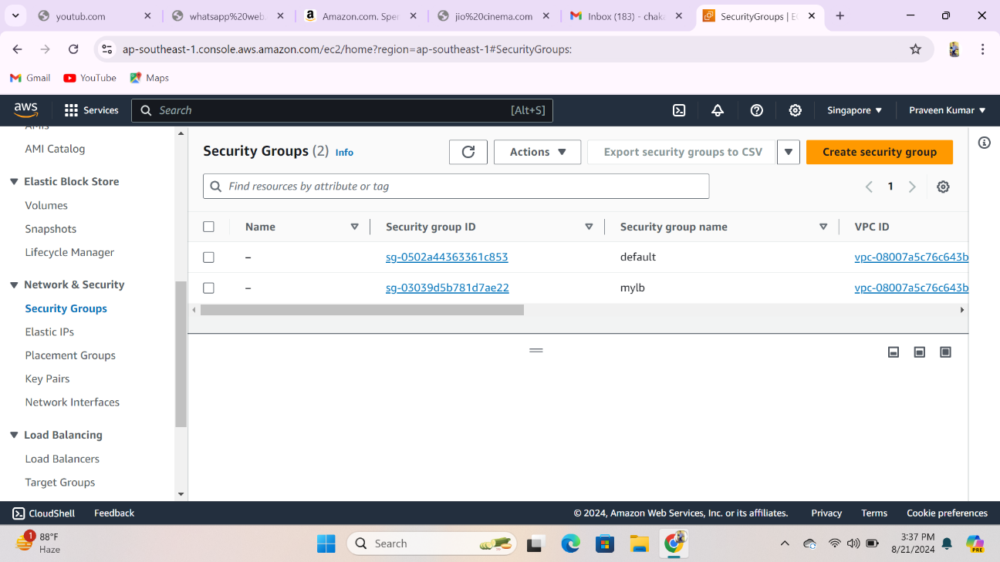 youtub.com
whatsapp%20web.
Amazon.com. Sper
jio%20cinema.com
Inbox (183) - chak
SecurityGroups | E
ap-southeast-1.console.aws.amazon.com/ec2/home?region=ap-southeast-1#SecurityGroups:
Gmail YouTube Maps
aws Services Search [Alt+S] Singapore Praveen Kumar
AMIs
AMI Catalog
Elastic Block Store
Volumes
Snapshots
Lifecycle Manager
Network & Security
Security Groups
Elastic IPs
Placement Groups
Key Pairs
Network Interfaces
Load Balancing
Load Balancers
Target Groups
Security Groups (2) Info Actions Export security groups to CSV Create security group
Find resources by attribute or tag 1
Name Security group ID Security group name VPC ID
– sg-0502a44363361c853 default vpc-08007a5c76c643b
– sg-03039d5b781d7ae22 mylb vpc-08007a5c76c643b
CloudShell Feedback © 2024, Amazon Web Services, Inc. or its affiliates. Privacy Terms Cookie preferences
1 88°F
Haze
Search
3:37 PM
8/21/2024
PRE